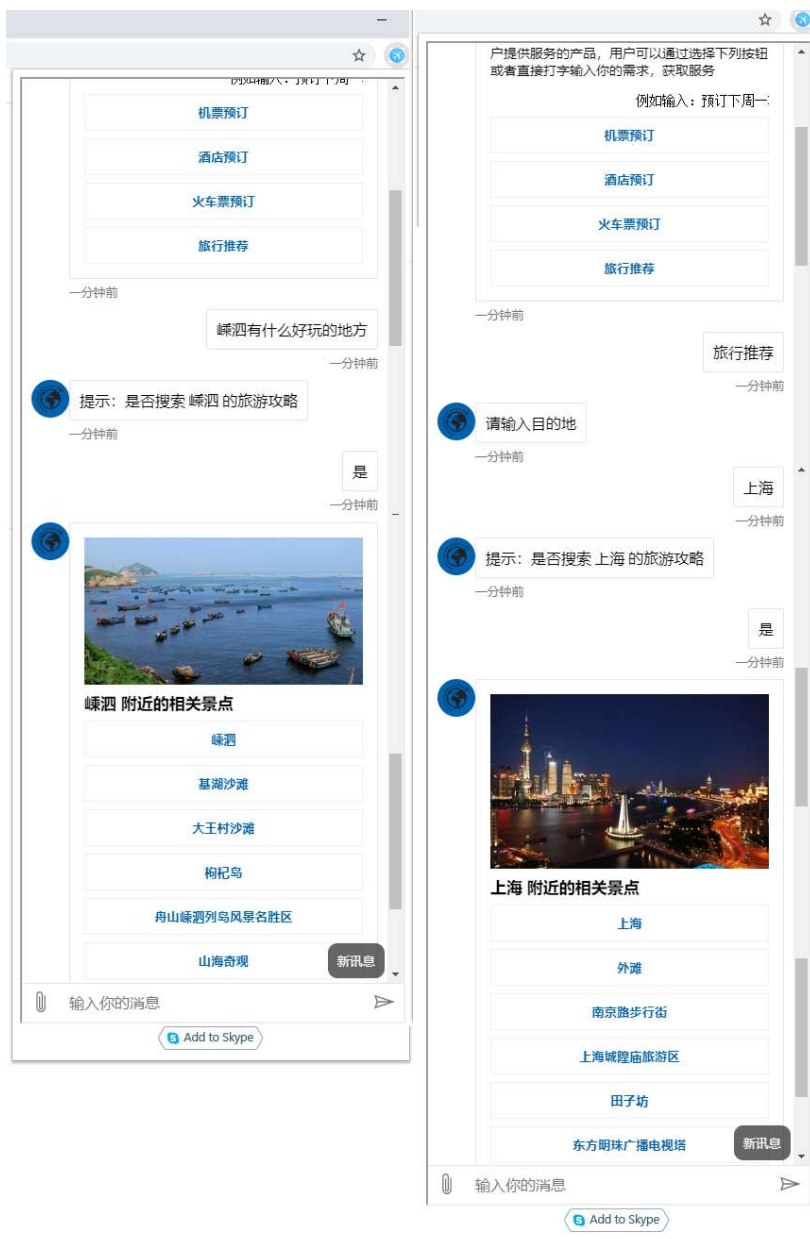 例如输入：预订下周一
机票预订
酒店预订
火车票预订
旅行推荐
一分钟前
嵊泗有什么好玩的地方
一分钟前
提示：是否搜索 嵊泗 的旅游攻略
一分钟前
是
一分钟前
嵊泗 附近的相关景点
嵊泗
基湖沙滩
大王村沙滩
枸杞岛
舟山嵊泗列岛风景名胜区
山海奇观
新讯息
输入你的消息
Add to Skype
户提供服务的产品，用户可以通过选择下列按钮
或者直接打字输入你的需求，获取服务
例如输入：预订下周一
机票预订
酒店预订
火车票预订
旅行推荐
一分钟前
旅行推荐
一分钟前
请输入目的地
一分钟前
上海
一分钟前
提示：是否搜索 上海 的旅游攻略
一分钟前
是
一分钟前
上海 附近的相关景点
上海
外滩
南京路步行街
上海城隍庙旅游区
田子坊
东方明珠广播电视塔
新讯息
输入你的消息
Add to Skype